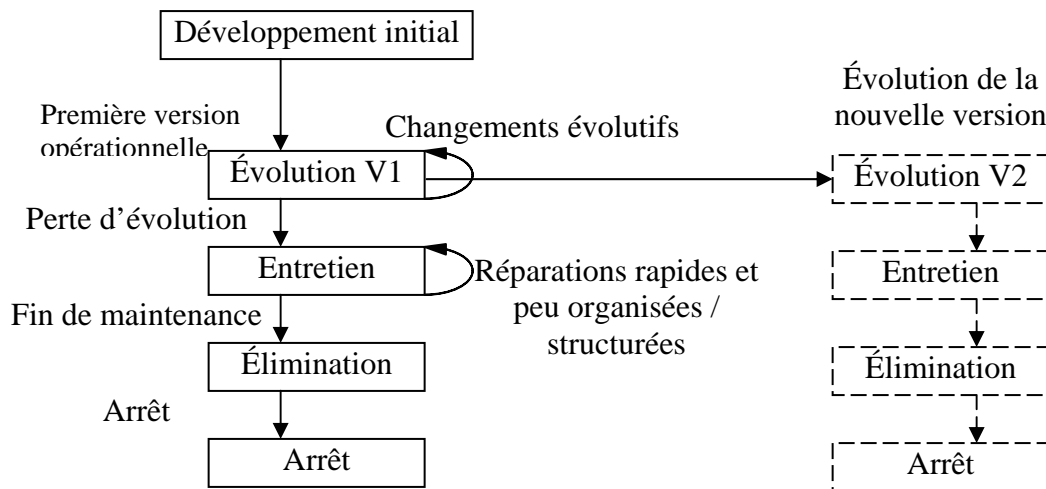 Développement initial
Première version
opérationnelle
Changements évolutifs
Évolution de la
nouvelle version
Évolution V1
Évolution V2
Perte d’évolution
Entretien
Réparations rapides et
peu organisées /
structurées
Entretien
Fin de maintenance
Élimination
Élimination
Arrêt
Arrêt
Arrêt